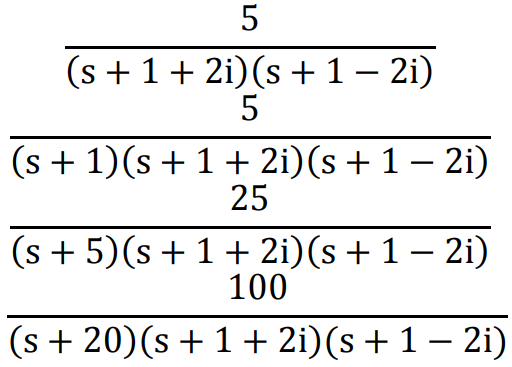 5
(s + 1 + 2i)(s + 1 − 2i)
5
(s + 1)(s + 1 + 2i)(s + 1 − 2i)
25
(s + 5)(s + 1 + 2i)(s + 1 − 2i)
100
(s + 20)(s + 1 + 2i)(s + 1 − 2i)